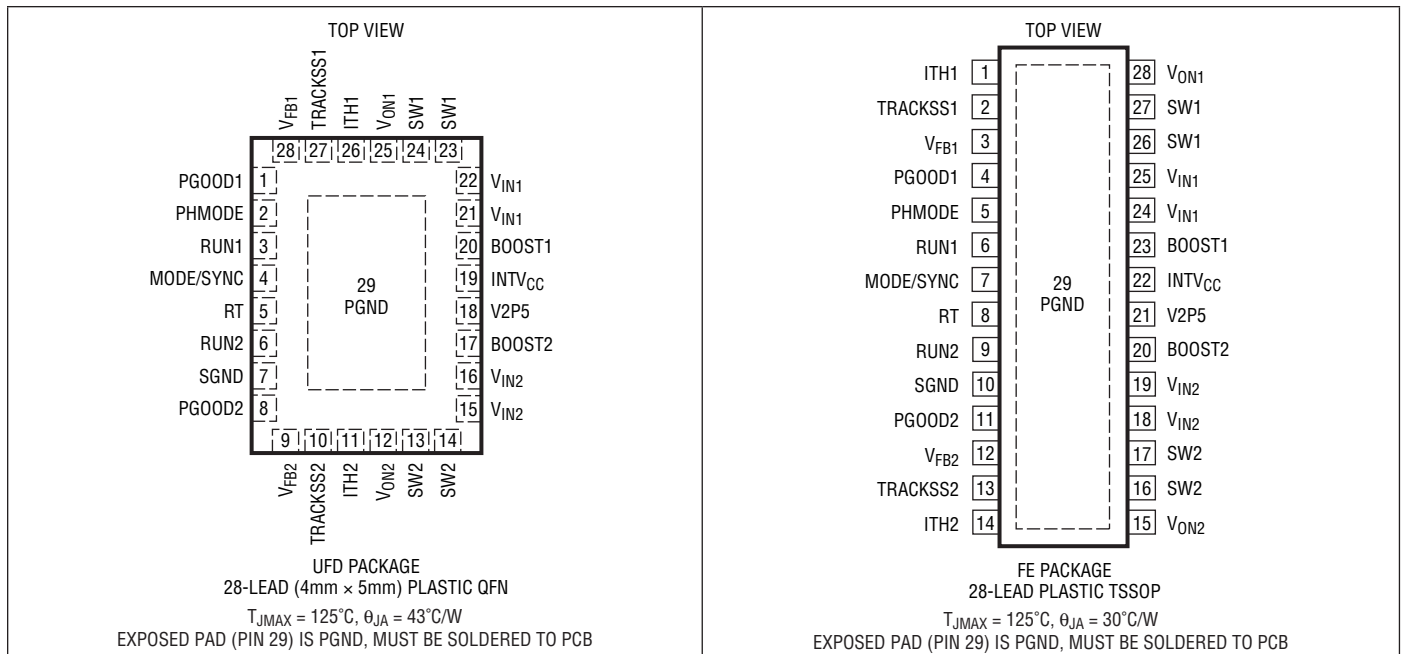 TOP VIEW
VFB1
TRACKSS1
ITH1
VON1
SW1
SW1
28 27 26 25 24 23
PGOOD1 1
PHMODE 2
RUN1 3
MODE/SYNC 4
RT 5
RUN2 6
SGND 7
PGOOD2 8
29
PGND
22 VIN1
21 VIN1
20 BOOST1
19 INTVCC
18 V2P5
17 BOOST2
16 VIN2
15 VIN2
9 10 11 12 13 14
VFB2
TRACKSS2
ITH2
VON2
SW2
SW2
UFD PACKAGE
28-LEAD (4mm × 5mm) PLASTIC QFN
TJMAX = 125°C, θJA = 43°C/W
EXPOSED PAD (PIN 29) IS PGND, MUST BE SOLDERED TO PCB
TOP VIEW
ITH1 1
TRACKSS1 2
VFB1 3
PGOOD1 4
PHMODE 5
RUN1 6
MODE/SYNC 7
RT 8
RUN2 9
SGND 10
PGOOD2 11
VFB2 12
TRACKSS2 13
ITH2 14
29
PGND
28 VON1
27 SW1
26 SW1
25 VIN1
24 VIN1
23 BOOST1
22 INTVCC
21 V2P5
20 BOOST2
19 VIN2
18 VIN2
17 SW2
16 SW2
15 VON2
FE PACKAGE
28-LEAD PLASTIC TSSOP
TJMAX = 125°C, θJA = 30°C/W
EXPOSED PAD (PIN 29) IS PGND, MUST BE SOLDERED TO PCB